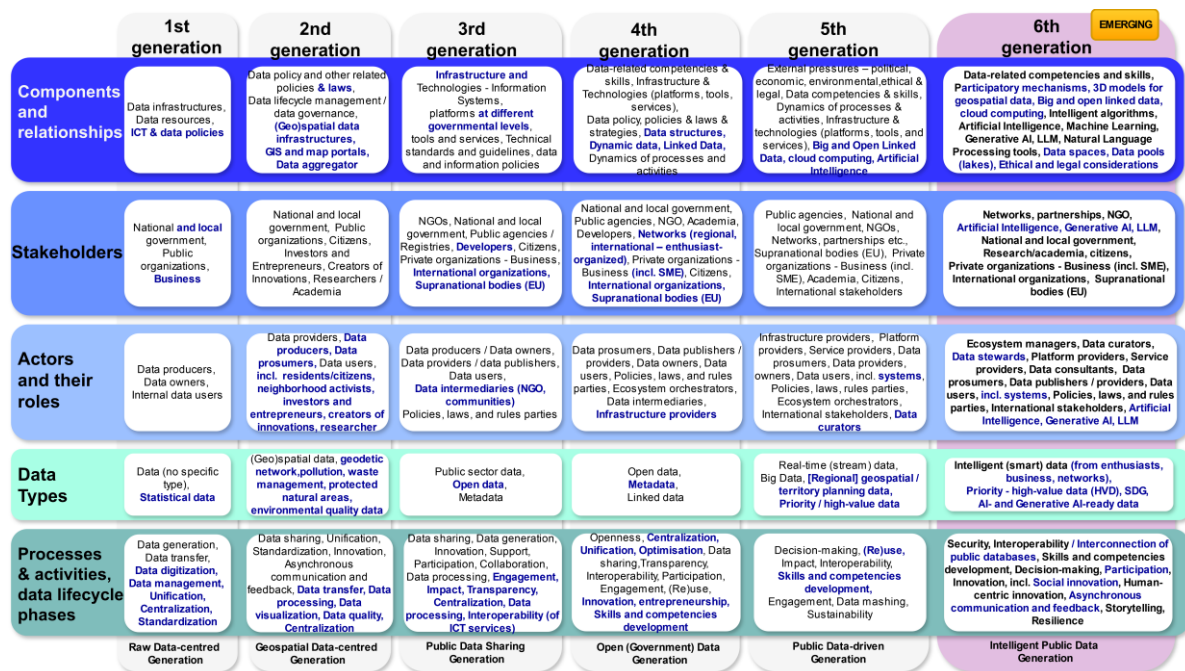 1st
generation
2nd
generation
3rd
generation
4th
generation
5th
generation
EMERGING
6th
generation
Components
and
relationships
Data infrastructures,
Data resources,
ICT & data policies
Data policy and other related
policies & laws,
Data lifecycle management /
data governance,
(Geo)spatial data
infrastructures,
GIS and map portals,
Data aggregator
Infrastructure and
Technologies - Information
Systems,
platforms at different
governmental levels,
tools and services, Technical
standards and guidelines, data
and information policies
Data-related competencies &
skills, Infrastructure &
Technologies (platforms, tools,
services),
Data policy, policies & laws &
strategies, Data structures,
Dynamic data, Linked Data,
Dynamics of processes and
activities
External pressures – political,
economic, environmental,ethical &
legal, Data competencies & skills,
Dynamics of processes &
activities, Infrastructure &
technologies (platforms, tools, and
services), Big and Open Linked
Data, cloud computing, Artificial
Intelligence
Data-related competencies and skills,
Participatory mechanisms, 3D models for
geospatial data, Big and open linked data,
cloud computing, Intelligent algorithms,
Artificial Intelligence, Machine Learning,
Generative AI, LLM, Natural Language
Processing tools, Data spaces, Data pools
(lakes), Ethical and legal considerations
Stakeholders
National and local
government,
Public
organizations,
Business
National and local
government, Public
organizations, Citizens,
Investors and
Entrepreneurs, Creators of
Innovations, Researchers /
Academia
NGOs, National and local
government, Public agencies /
Registries, Developers, Citizens,
Private organizations - Business,
International organizations,
Supranational bodies (EU)
National and local government,
Public agencies, NGO, Academia,
Developers, Networks (regional,
international – enthusiast-
organized), Private organizations -
Business (incl. SME), Citizens,
International organizations,
Supranational bodies (EU)
Public agencies, National and
local government, NGOs,
Networks, partnerships etc.,
Supranational bodies (EU), Private
organizations - Business (incl.
SME), Academia, Citizens,
International stakeholders
Networks, partnerships, NGO,
Artificial Intelligence, Generative AI, LLM,
National and local government,
Research/academia, citizens,
Private organizations - Business (incl. SME),
International organizations, Supranational
bodies (EU)
Actors
and their
roles
Data producers,
Data owners,
Internal data users
Data providers, Data
producers, Data
prosumers, Data users,
incl. residents/citizens,
neighborhood activists,
investors and
entrepreneurs, creators of
innovations, researcher
Data producers / Data owners,
Data providers / data publishers,
Data users,
Data intermediaries (NGO,
communities)
Policies, laws, and rules parties
Data prosumers, Data publishers /
providers, Data owners, Data
users, Policies, laws, and rules
parties, Ecosystem orchestrators,
Data intermediaries,
Infrastructure providers
Infrastructure providers, Platform
providers, Service providers, Data
prosumers, Data providers,
owners, Data users, incl. systems,
Policies, laws, rules parties,
Ecosystem orchestrators,
International stakeholders, Data
curators
Ecosystem managers, Data curators,
Data stewards, Platform providers, Service
providers, Data consultants, Data
prosumers, Data publishers / providers, Data
users, incl. systems, Policies, laws, and rules
parties, International stakeholders, Artificial
Intelligence, Generative AI, LLM
Data
Types
Data (no specific
type),
Statistical data
(Geo)spatial data, geodetic
network,pollution, waste
management, protected
natural areas,
environmental quality data
Public sector data,
Open data,
Metadata
Open data,
Metadata,
Linked data
Real-time (stream) data,
Big Data, [Regional] geospatial /
territory planning data,
Priority / high-value data
Intelligent (smart) data (from enthusiasts,
business, networks),
Priority - high-value data (HVD), SDG,
AI- and Generative AI-ready data
Processes
& activities,
data lifecycle
phases
Data generation,
Data transfer,
Data digitization,
Data management,
Unification,
Centralization,
Standardization
Data sharing, Unification,
Standardization, Innovation,
Asynchronous
communication and
feedback, Data transfer, Data
processing, Data
visualization, Data quality,
Centralization
Data sharing, Data generation,
Innovation, Support,
Participation, Collaboration,
Data processing, Engagement,
Impact, Transparency,
Centralization, Data
processing, Interoperability (of
ICT services)
Openness, Centralization,
Unification, Optimisation, Data
sharing,Transparency,
Interoperability, Participation,
Engagement, (Re)use,
Innovation, entrepreneurship,
Skills and competencies
development
Decision-making, (Re)use,
Impact, Interoperability,
Skills and competencies
development,
Engagement, Data mashing,
Sustainability
Security, Interoperability / Interconnection of
public databases, Skills and competencies
development, Decision-making, Participation,
Innovation, incl. Social innovation, Human-
centric innovation, Asynchronous
communication and feedback, Storytelling,
Resilience
Raw Data-centred
Generation
Geospatial Data-centred
Generation
Public Data Sharing
Generation
Open (Government) Data
Generation
Public Data-driven
Generation
Intelligent Public Data
Generation